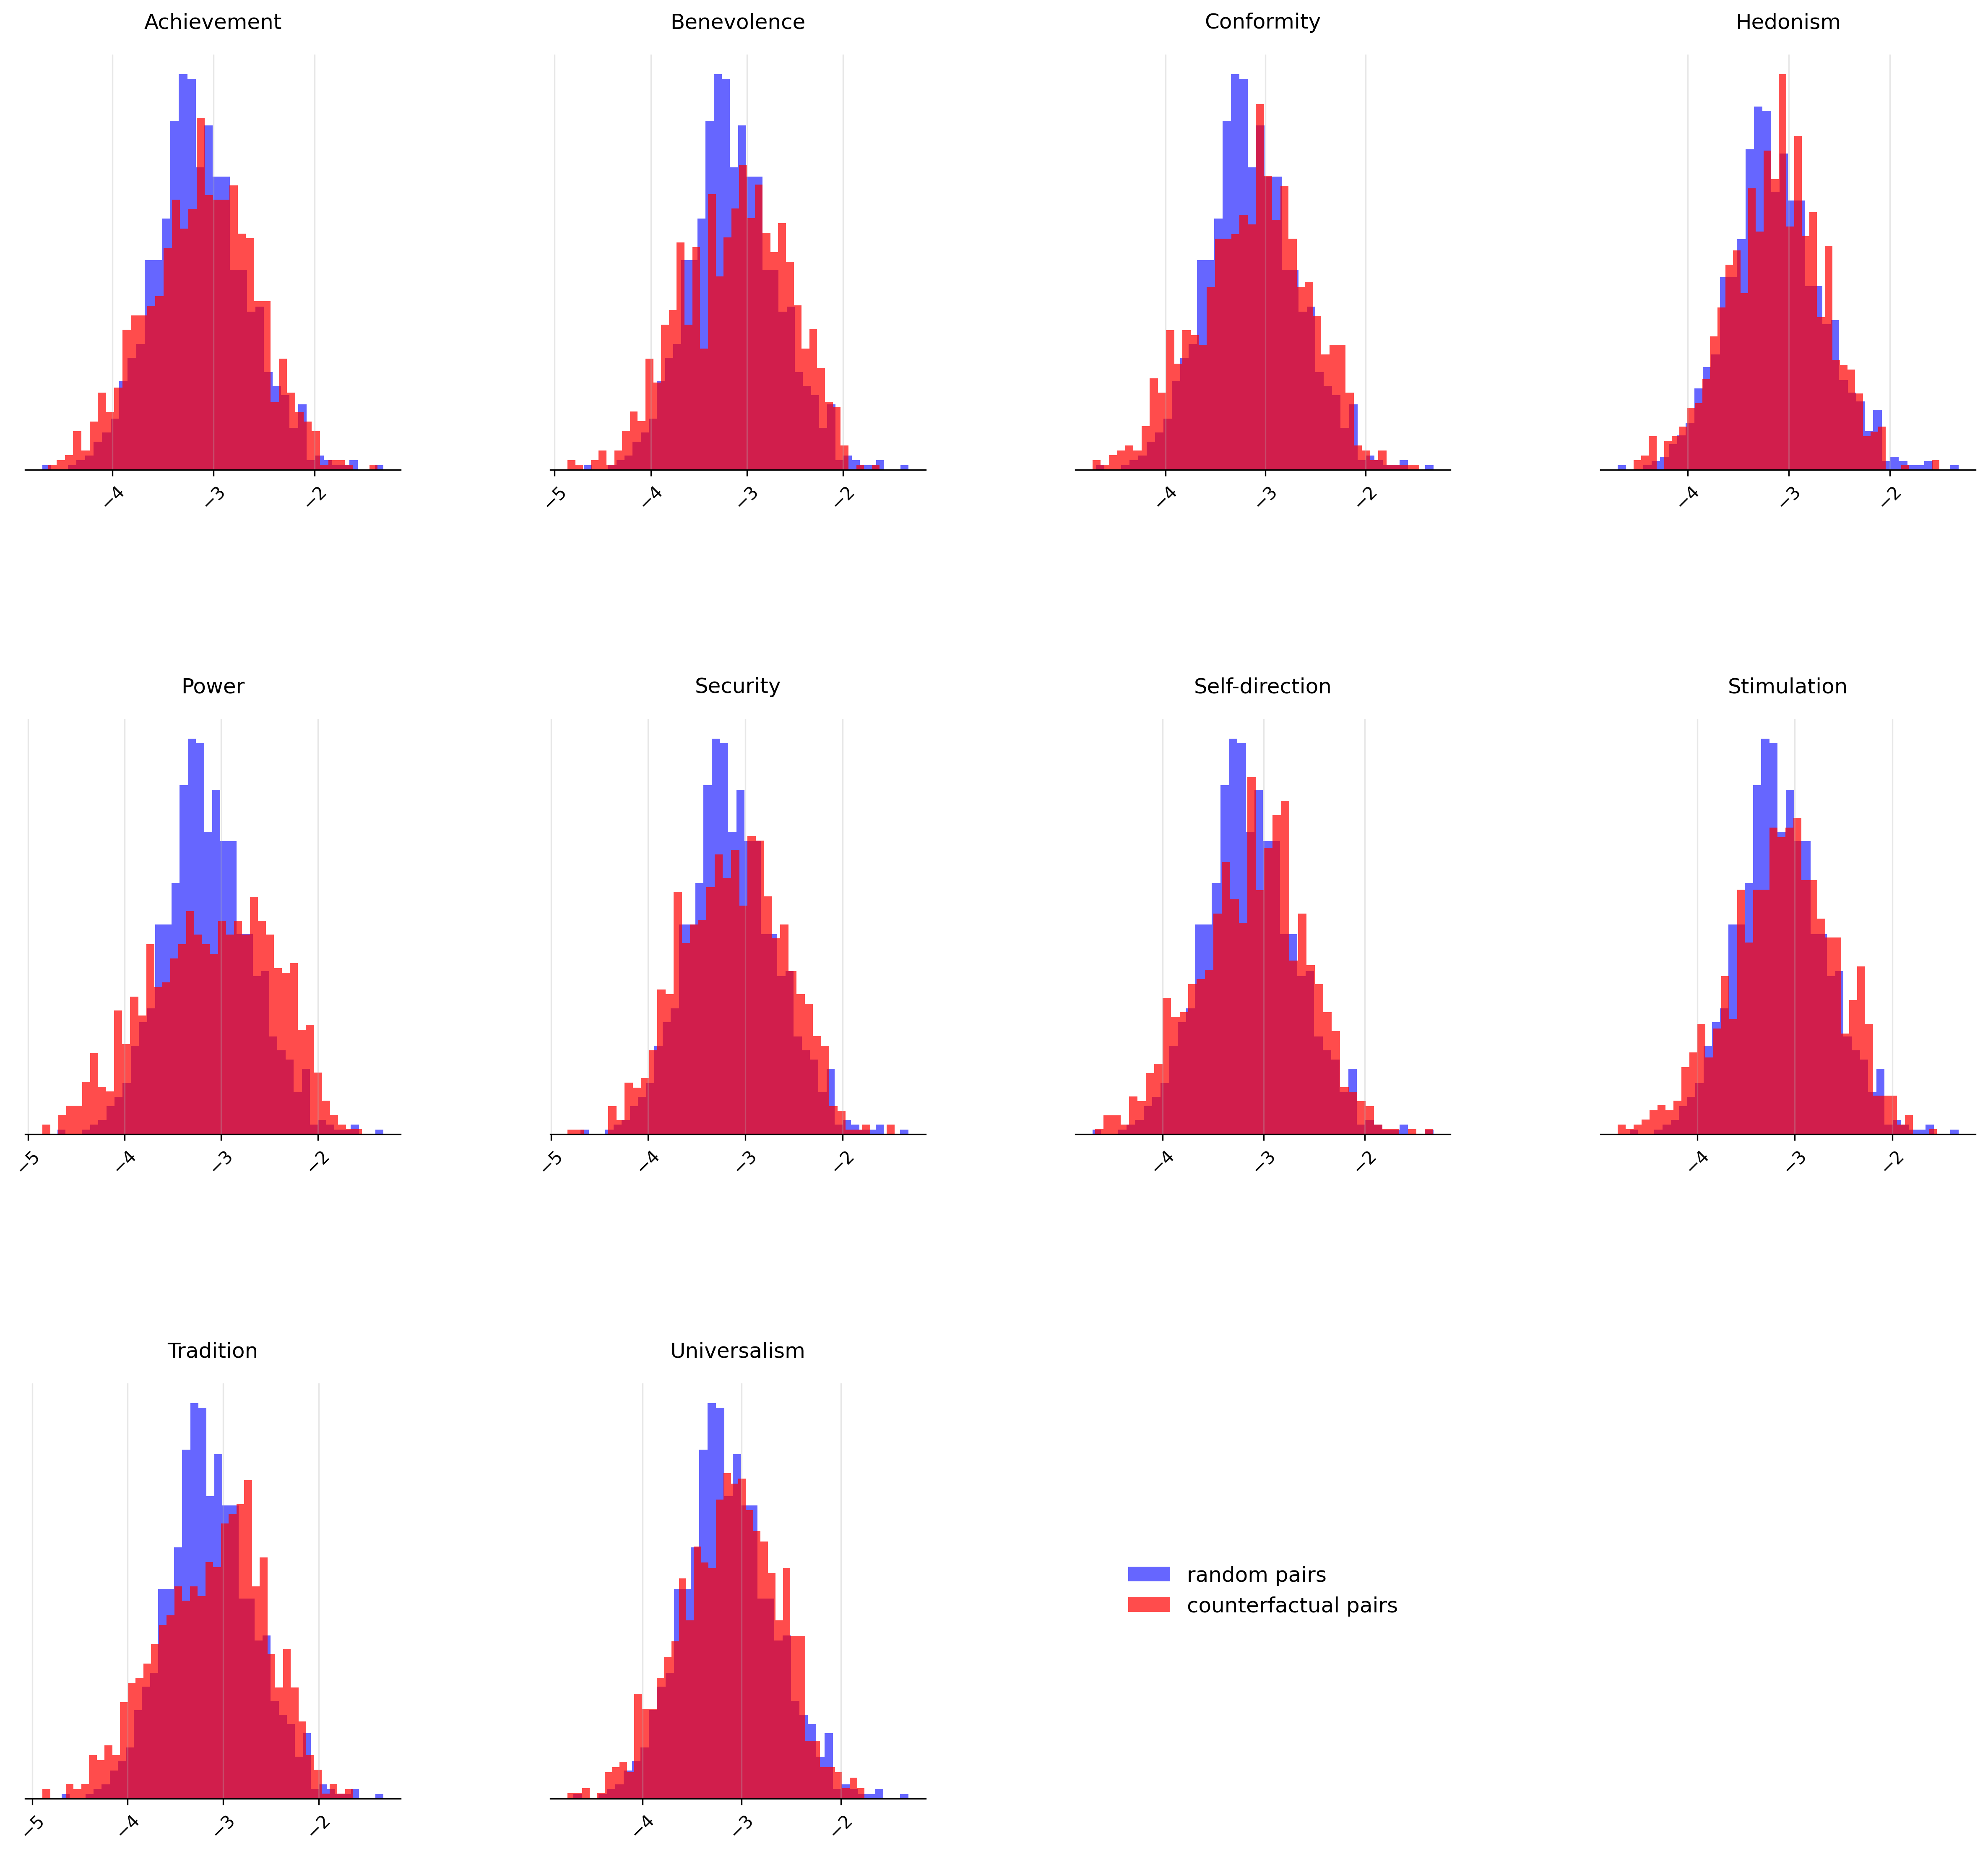 Achievement
Benevolence
Conformity
Hedonism
−4 −3 −2
−5 −4 −3 −2
−4 −3 −2
−4 −3 −2
Power
Security
Self-direction
Stimulation
−5 −4 −3 −2
−5 −4 −3 −2
−4 −3 −2
−4 −3 −2
Tradition
Universalism
random pairs
counterfactual pairs
−5 −4 −3 −2
−4 −3 −2